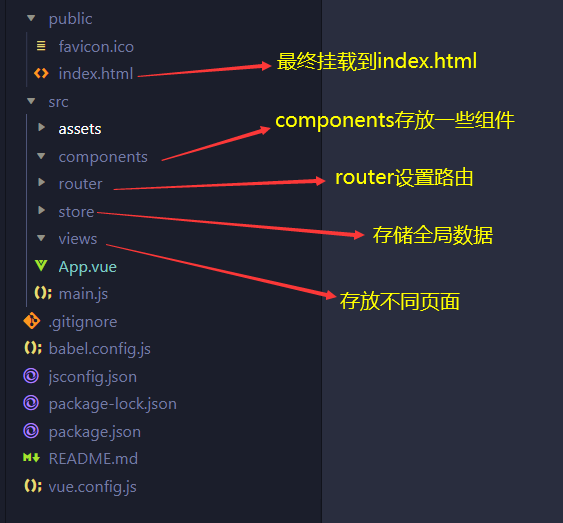 public
favicon.ico
index.html
最终挂载到index.html
src
assets
components存放一些组件
components
router
router设置路由
store
存储全局数据
views
App.vue
main.js
存放不同页面
.gitignore
babel.config.js
jsconfig.json
package-lock.json
package.json
README.md
vue.config.js